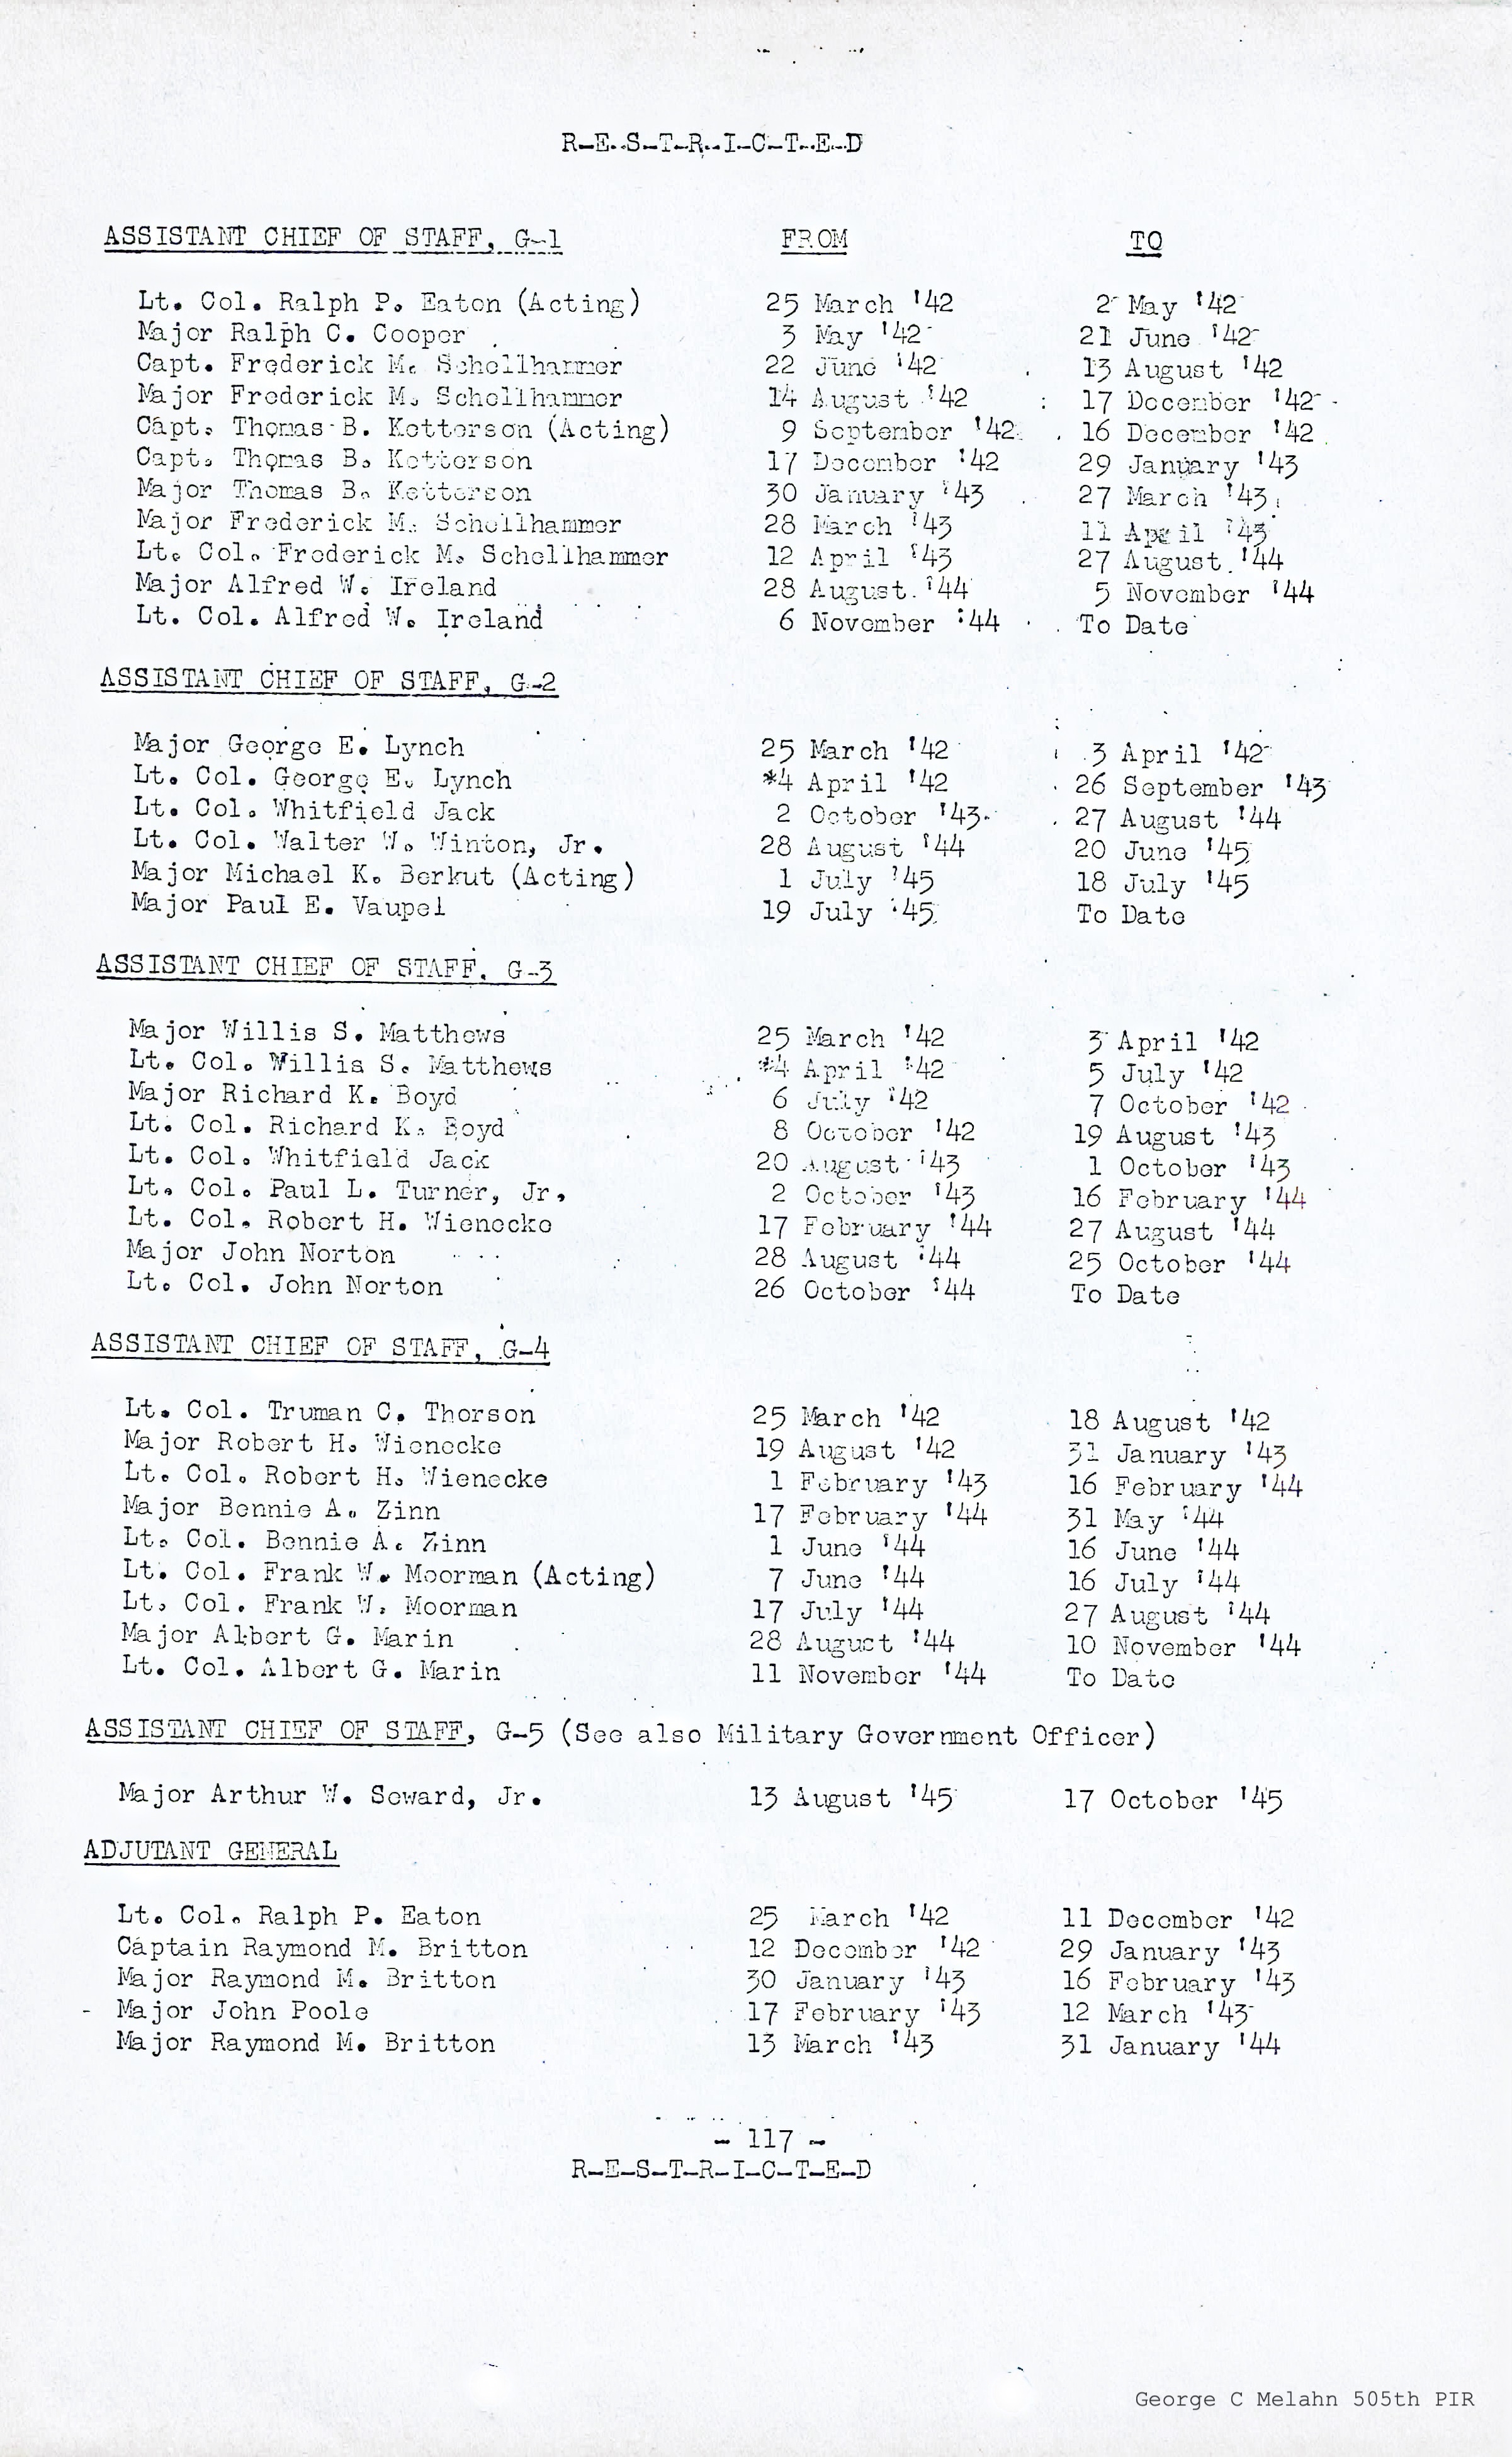 R-E-S-T-R-I-C-T-E-D
ASSISTANT CHIEF OF STAFF, G-1 FROM TO
Lt. Col. Ralph P. Eaton (Acting) 25 March '42 2 May '42
Major Ralph C. Cooper 3 May '42 21 June '42
Capt. Frederick M. Schellhammer 22 June '42 13 August '42
Major Frederick M. Schellhammer 14 August '42 17 December '42
Capt. Thomas B. Ketterson (Acting) 9 September '42 16 December '42
Capt. Thomas B. Ketterson 17 December '42 29 January '43
Major Thomas B. Ketterson 30 January '43 27 March '43
Major Frederick M. Schellhammer 28 March '43 11 April '43
Lt. Col. Frederick M. Schellhammer 12 April '43 27 August '44
Major Alfred W. Ireland 28 August '44 5 November '44
Lt. Col. Alfred W. Ireland 6 November '44 To Date
ASSISTANT CHIEF OF STAFF, G-2
Major George E. Lynch 25 March '42 3 April '42
Lt. Col. George E. Lynch *4 April '42 26 September '43
Lt. Col. Whitfield Jack 2 October '43 27 August '44
Lt. Col. Walter W. Winton, Jr. 28 August '44 20 June '45
Major Michael K. Berkut (Acting) 1 July '45 18 July '45
Major Paul E. Vaupel 19 July '45 To Date
ASSISTANT CHIEF OF STAFF, G-3
Major Willis S. Matthews 25 March '42 3 April '42
Lt. Col. Willis S. Matthews *4 April '42 5 July '42
Major Richard K. Boyd 6 July '42 7 October '42
Lt. Col. Richard K. Boyd 8 October '42 19 August '43
Lt. Col. Whitfield Jack 20 August '43 1 October '43
Lt. Col. Paul L. Turner, Jr. 2 October '43 16 February '44
Lt. Col. Robert H. Wienecke 17 February '44 27 August '44
Major John Norton 28 August '44 25 October '44
Lt. Col. John Norton 26 October '44 To Date
ASSISTANT CHIEF OF STAFF, G-4
Lt. Col. Truman C. Thorson 25 March '42 18 August '42
Major Robert H. Wienecke 19 August '42 31 January '43
Lt. Col. Robert H. Wienecke 1 February '43 16 February '44
Major Bennie A. Zinn 17 February '44 31 May '44
Lt. Col. Bennie A. Zinn 1 June '44 16 June '44
Lt. Col. Frank W. Moorman (Acting) 7 June '44 16 July '44
Lt. Col. Frank W. Moorman 17 July '44 27 August '44
Major Albert G. Marin 28 August '44 10 November '44
Lt. Col. Albert G. Marin 11 November '44 To Date
ASSISTANT CHIEF OF STAFF, G-5 (See also Military Government Officer)
Major Arthur W. Seward, Jr. 13 August '45 17 October '45
ADJUTANT GENERAL
Lt. Col. Ralph P. Eaton 25 March '42 11 December '42
Captain Raymond M. Britton 12 December '42 29 January '43
Major Raymond M. Britton 30 January '43 16 February '43
Major John Poole 17 February '43 12 March '43
Major Raymond M. Britton 13 March '43 31 January '44
- 117 -
R-E-S-T-R-I-C-T-E-D
George C Melahn 505th PIR